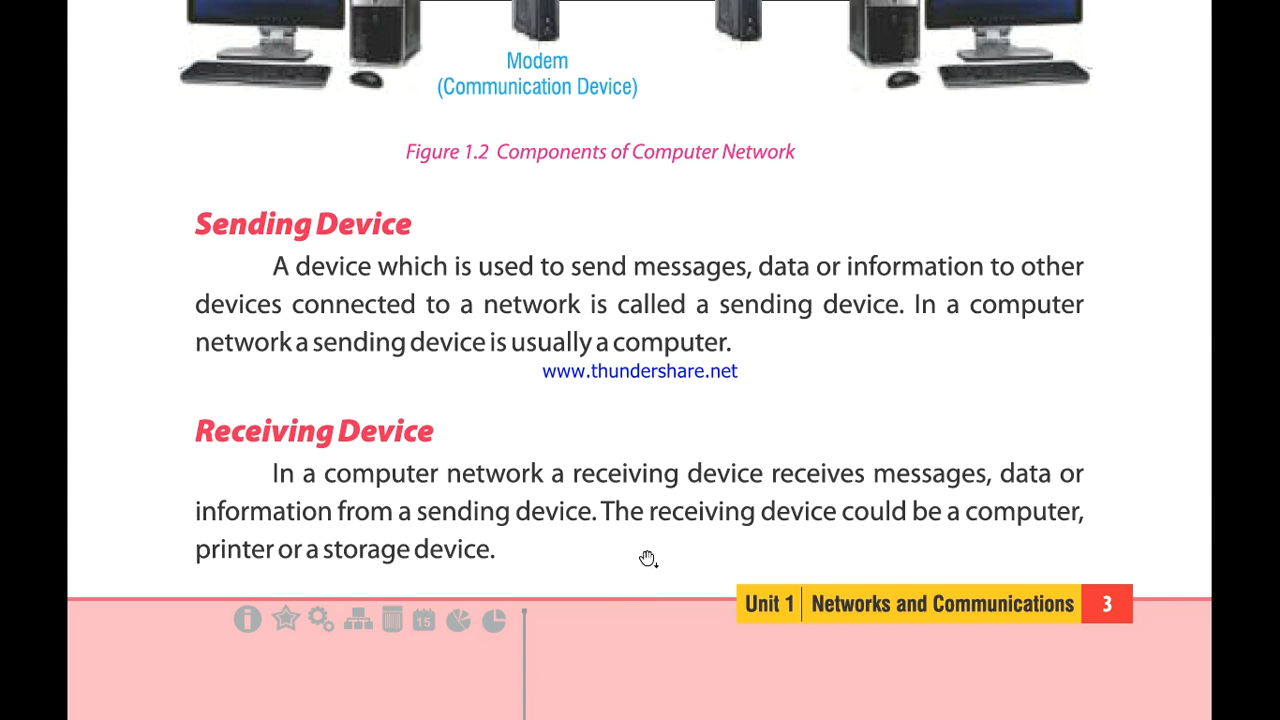 Modem
(Communication Device)
Figure 1.2 Components of Computer Network
Sending Device
A device which is used to send messages, data or information to other
devices connected to a network is called a sending device. In a computer
network a sending device is usually a computer.
www.thundershare.net
Receiving Device
In a computer network a receiving device receives messages, data or
information from a sending device. The receiving device could be a computer,
printer or a storage device.
15
Unit 1 Networks and Communications 3